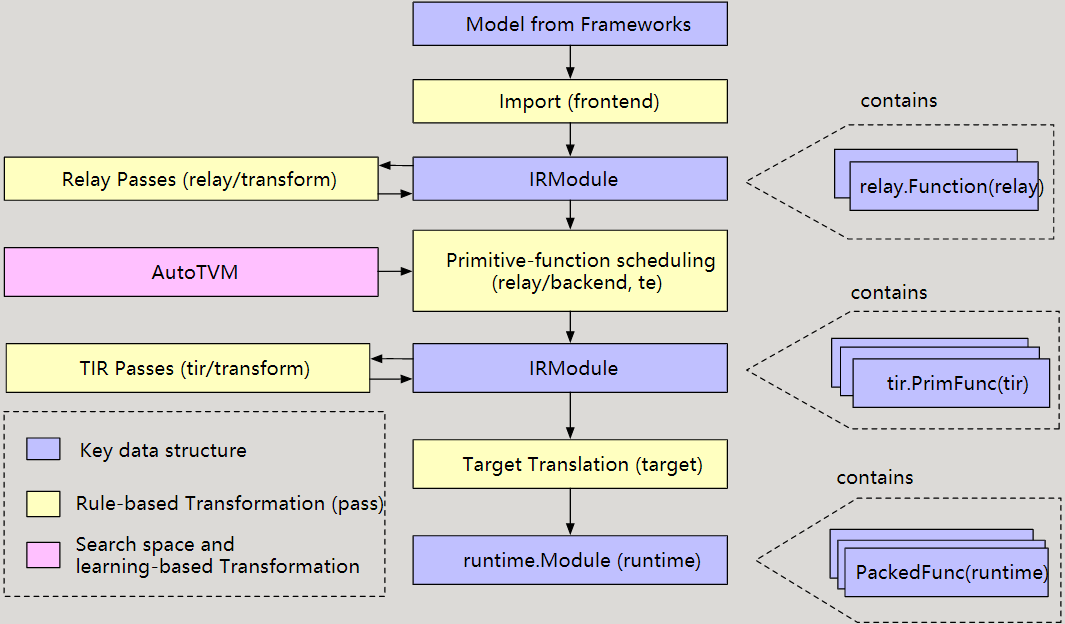 Model from Frameworks
Import (frontend)
contains
Relay Passes (relay/transform)
IRModule
relay.Function(relay)
AutoTVM
Primitive-function scheduling
(relay/backend, te)
contains
TIR Passes (tir/transform)
IRModule
tir.PrimFunc(tir)
Key data structure
Target Translation (target)
contains
Rule-based Transformation (pass)
Search space and
learning-based Transformation
runtime.Module (runtime)
PackedFunc(runtime)